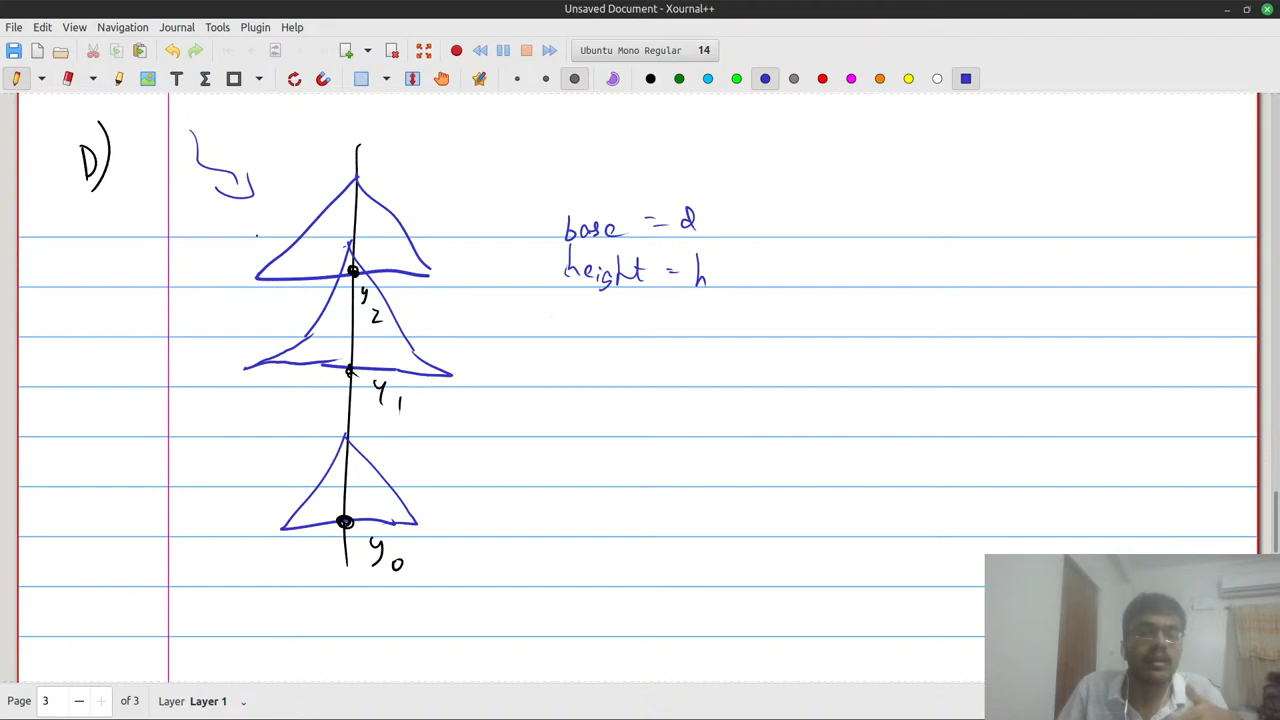 Unsaved Document - Xournal++
File Edit View Navigation Journal Tools Plugin Help
Ubuntu Mono Regular 14
D)
base = d
height = h
y2
y1
y0
Page 3 of 3 Layer Layer 1